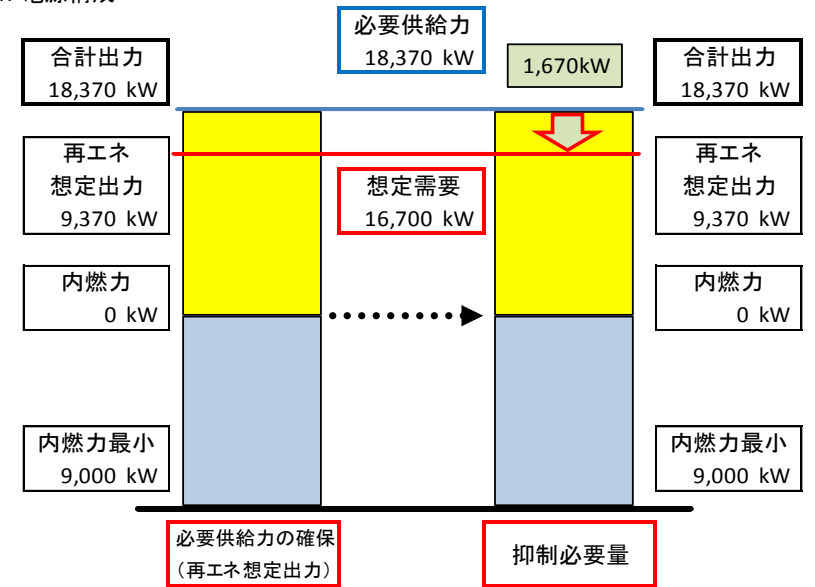 必要供給力
18,370 kW
合計出力
18,370 kW
1,670kW
合計出力
18,370 kW
再エネ
想定出力
9,370 kW
想定需要
16,700 kW
再エネ
想定出力
9,370 kW
内燃力
0 kW
内燃力
0 kW
内燃力最小
9,000 kW
内燃力最小
9,000 kW
必要供給力の確保
（再エネ想定出力）
抑制必要量